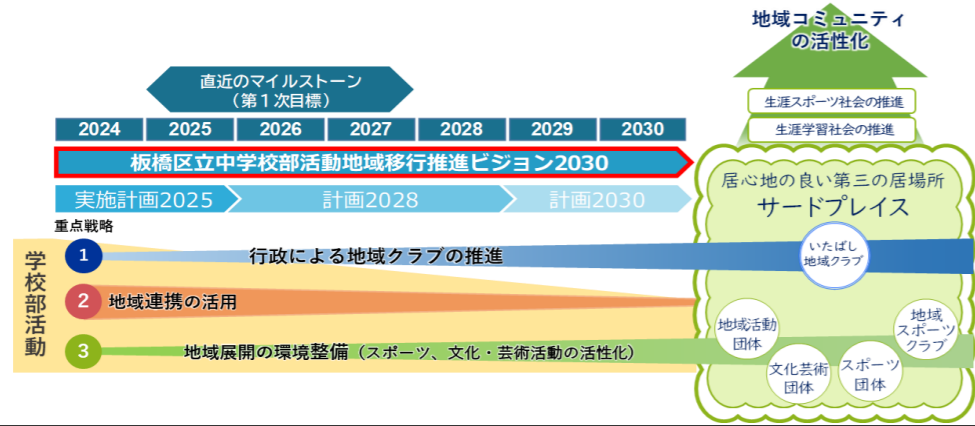 地域コミュニティ
の活性化
直近のマイルストーン
（第１次目標）
生涯スポーツ社会の推進
生涯学習社会の推進
2024 2025 2026 2027 2028 2029 2030
板橋区立中学校部活動地域移行推進ビジョン2030
実施計画2025 計画2028 計画2030
居心地の良い第三の居場所
サードプレイス
重点戦略
学校部活動
1 行政による地域クラブの推進
いたばし
地域クラブ
2 地域連携の活用
3 地域展開の環境整備（スポーツ、文化・芸術活動の活性化）
地域活動
団体
文化芸術
団体
スポーツ
団体
地域
スポーツ
クラブ